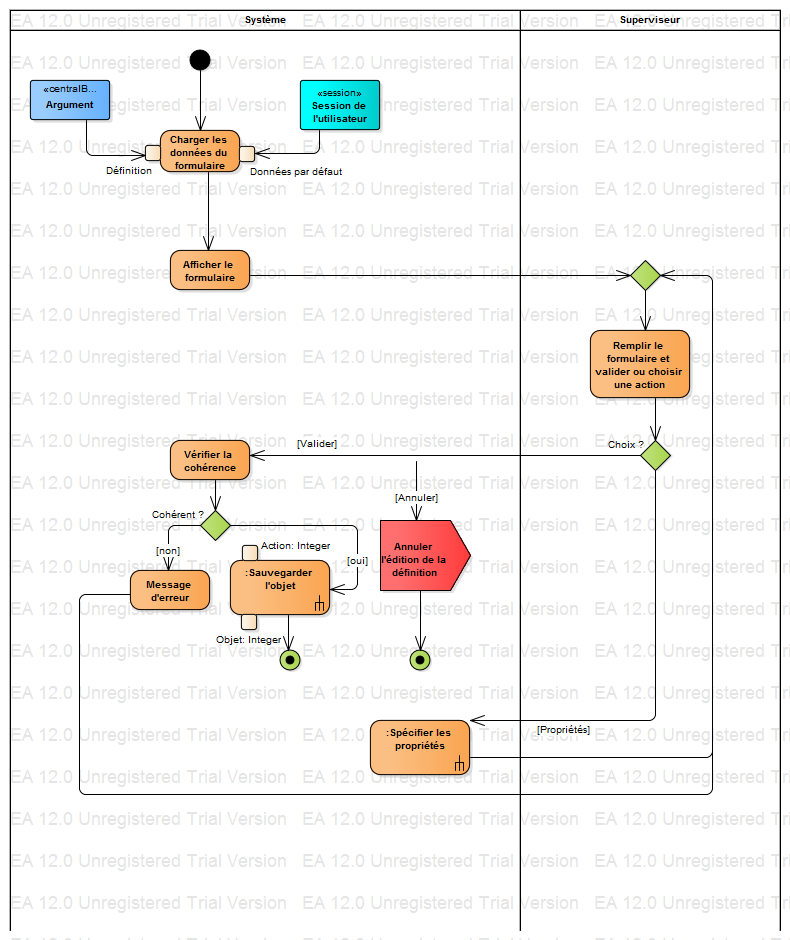 Système
Superviseur
EA 12.0 Unregistered Trial Version
«centralB...
Argument
«session»
Session de
l'utilisateur
Charger les
données du
formulaire
Définition
Données par défaut
Afficher le
formulaire
Remplir le
formulaire et
valider ou choisir
une action
Choix ?
[Valider]
Vérifier la
cohérence
[Annuler]
Cohérent ?
[non]
Action: Integer
[oui]
Annuler
l'édition de la
définition
Message
d'erreur
:Sauvegarder
l'objet
Objet: Integer
:Spécifier les
propriétés
[Propriétés]